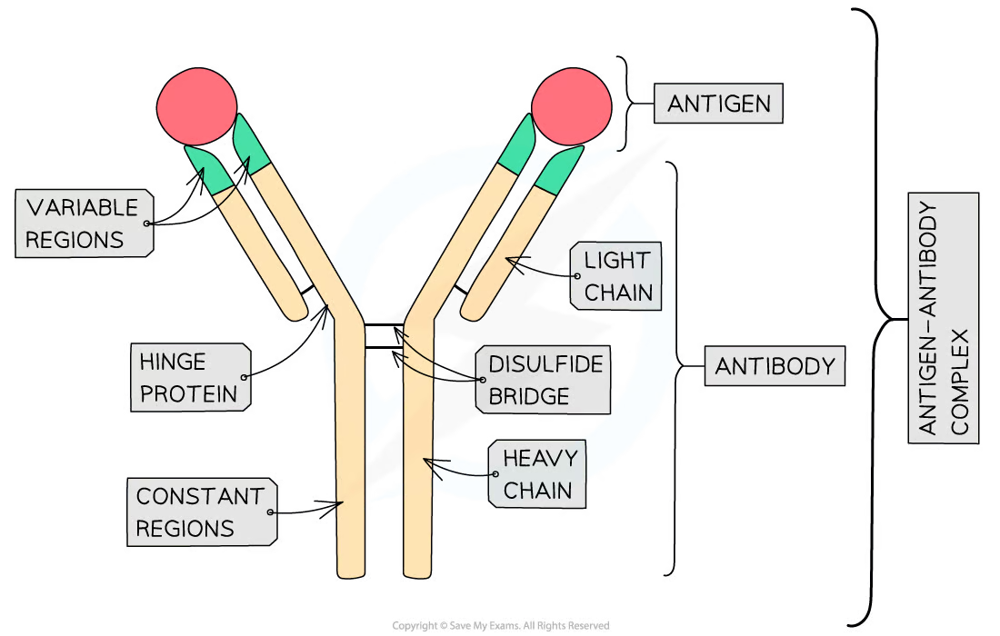 ANTIGEN
VARIABLE
REGIONS
LIGHT
CHAIN
HINGE
PROTEIN
DISULFIDE
BRIDGE
ANTIBODY
ANTIGEN-ANTIBODY
COMPLEX
HEAVY
CHAIN
CONSTANT
REGIONS
Copyright © Save My Exams. All Rights Reserved